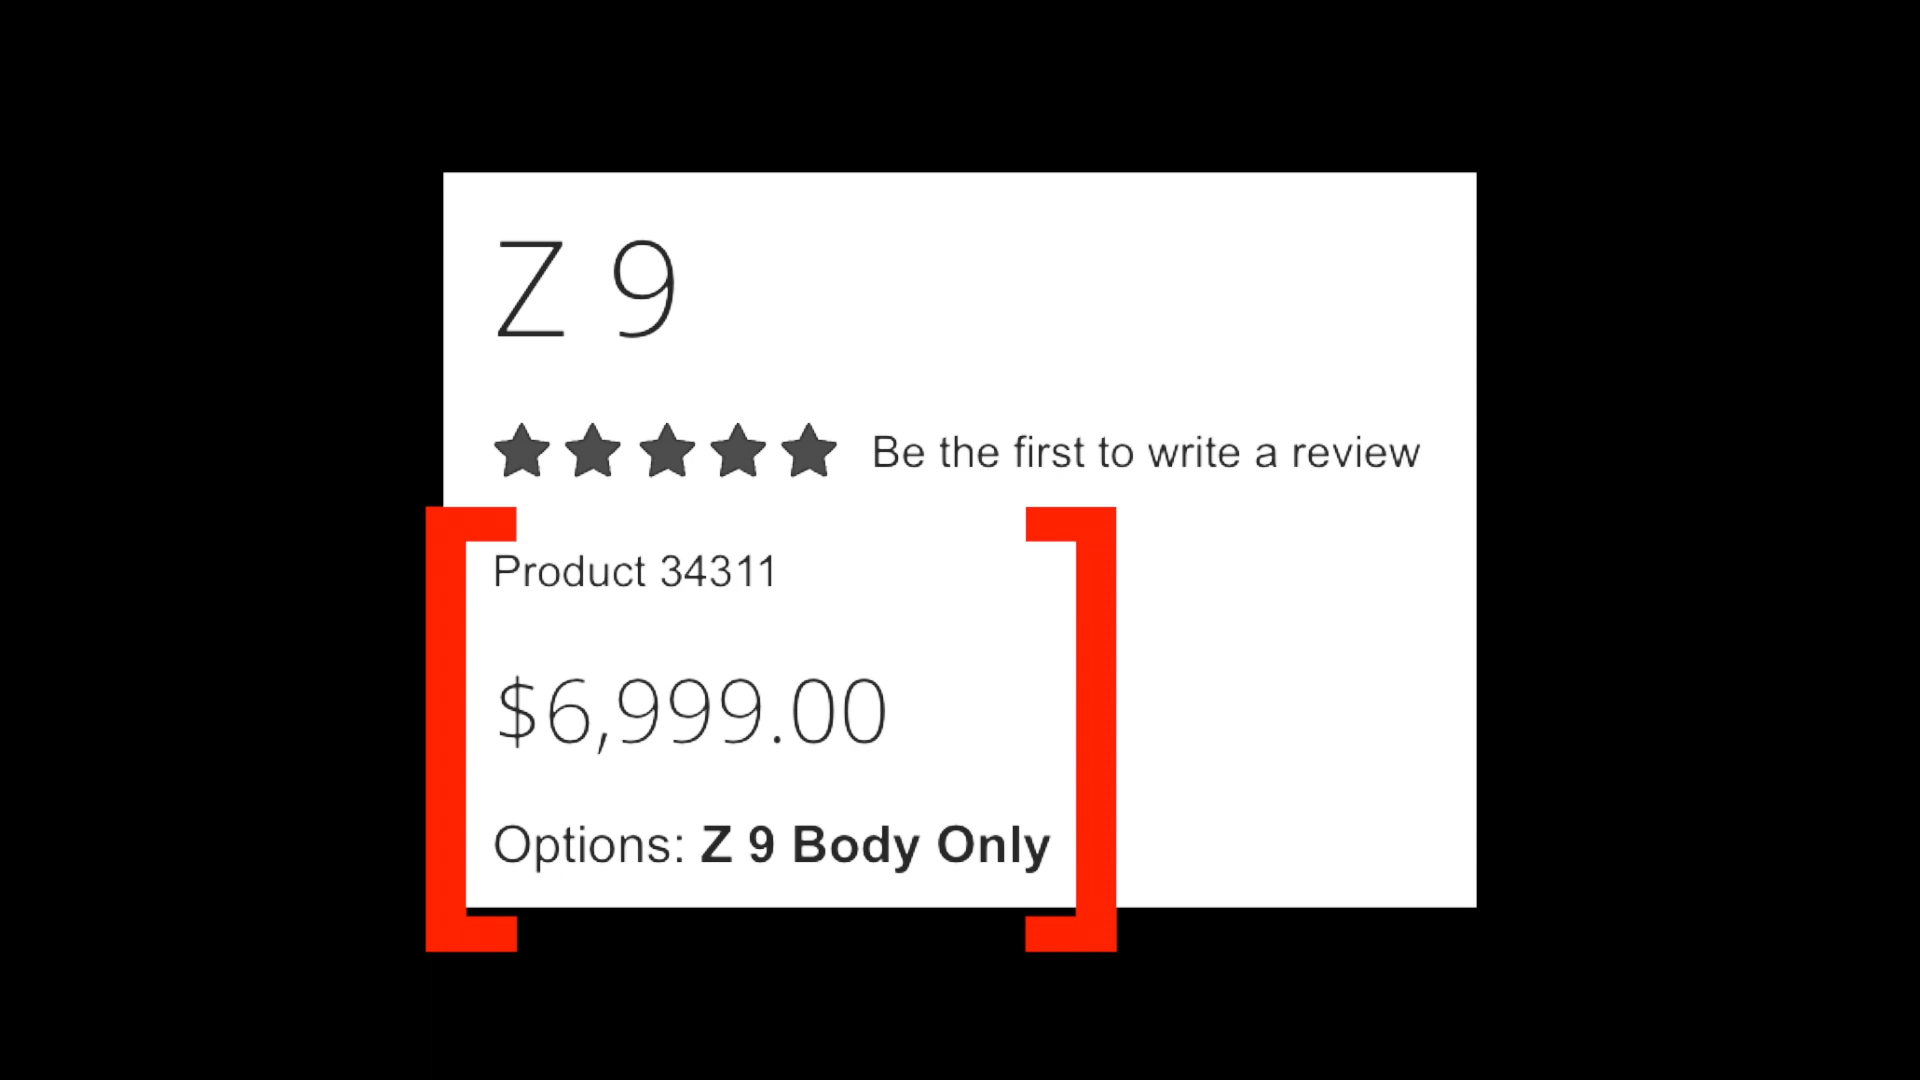 Z 9
Be the first to write a review
Product 34311
$6,999.00
Options: Z 9 Body Only